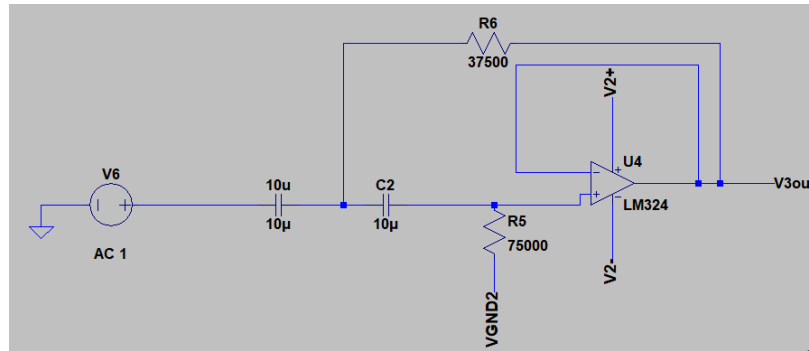 R6
37500
V2+
V6
U4
10u
C2
V3ou
LM324
10µ
10µ
R5
AC 1
75000
V2-
VGND2